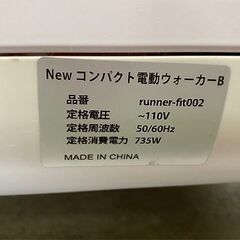 New コンパクト電動ウォーカーB
品番 runner-fit002
定格電圧 ~110V
定格周波数 50/60Hz
定格消費電力 735W
MADE IN CHINA